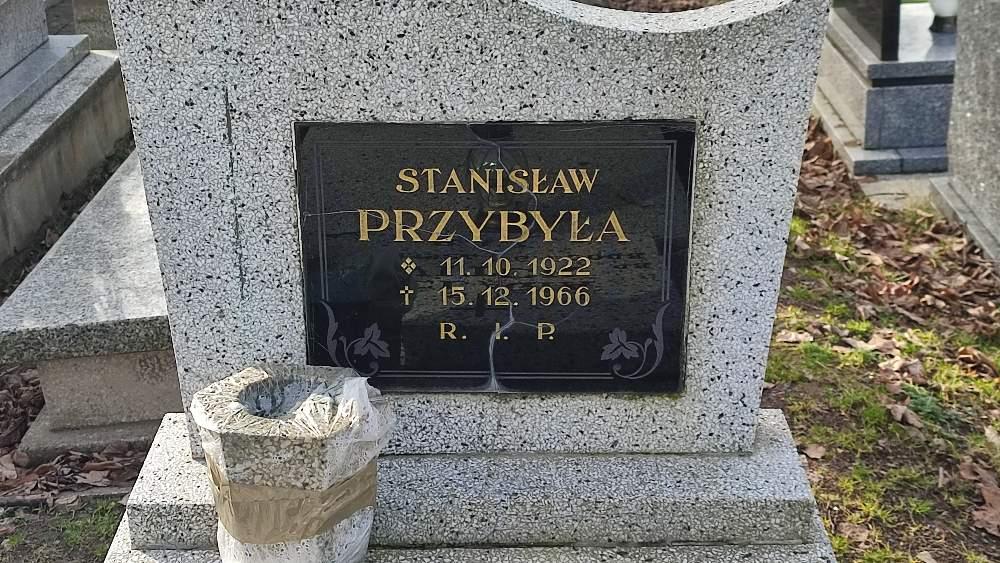 STANISŁAW
PRZYBYŁA
❖ 11. 10. 1922
✝ 15. 12. 1966
R. I. P.